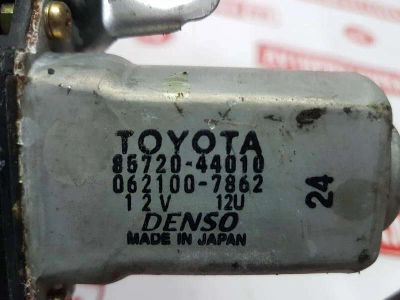 TOYOTA
85720-44010
062100-7862
12V 12U
DENSO
MADE IN JAPAN
24